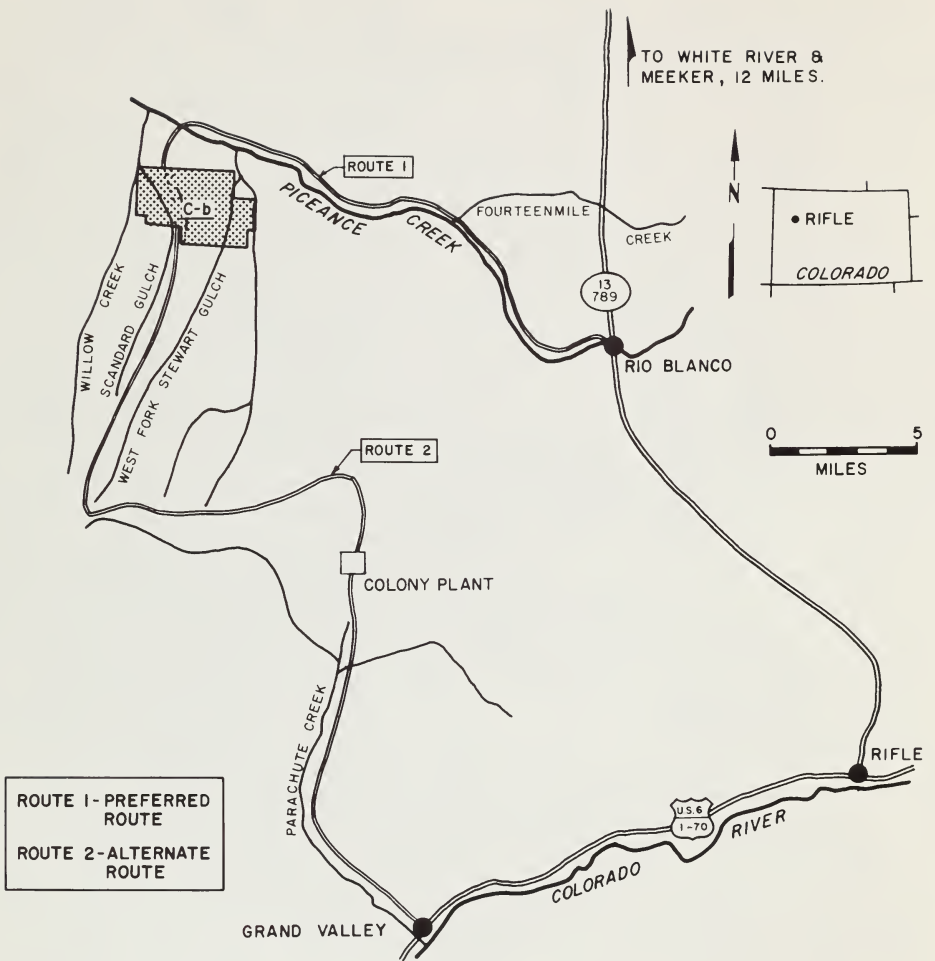 TO WHITE RIVER &
MEEKER, 12 MILES.
ROUTE 1
C-b
PICEANCE
CREEK
FOURTEENMILE
CREEK
N
RIFLE
COLORADO
13
789
RIO BLANCO
WILLOW CREEK
SCANDARD GULCH
WEST FORK STEWART GULCH
0 5
MILES
ROUTE 2
COLONY PLANT
PARACHUTE CREEK
RIFLE
U.S.6
I-70
COLORADO RIVER
ROUTE 1-PREFERRED
ROUTE
ROUTE 2-ALTERNATE
ROUTE
GRAND VALLEY